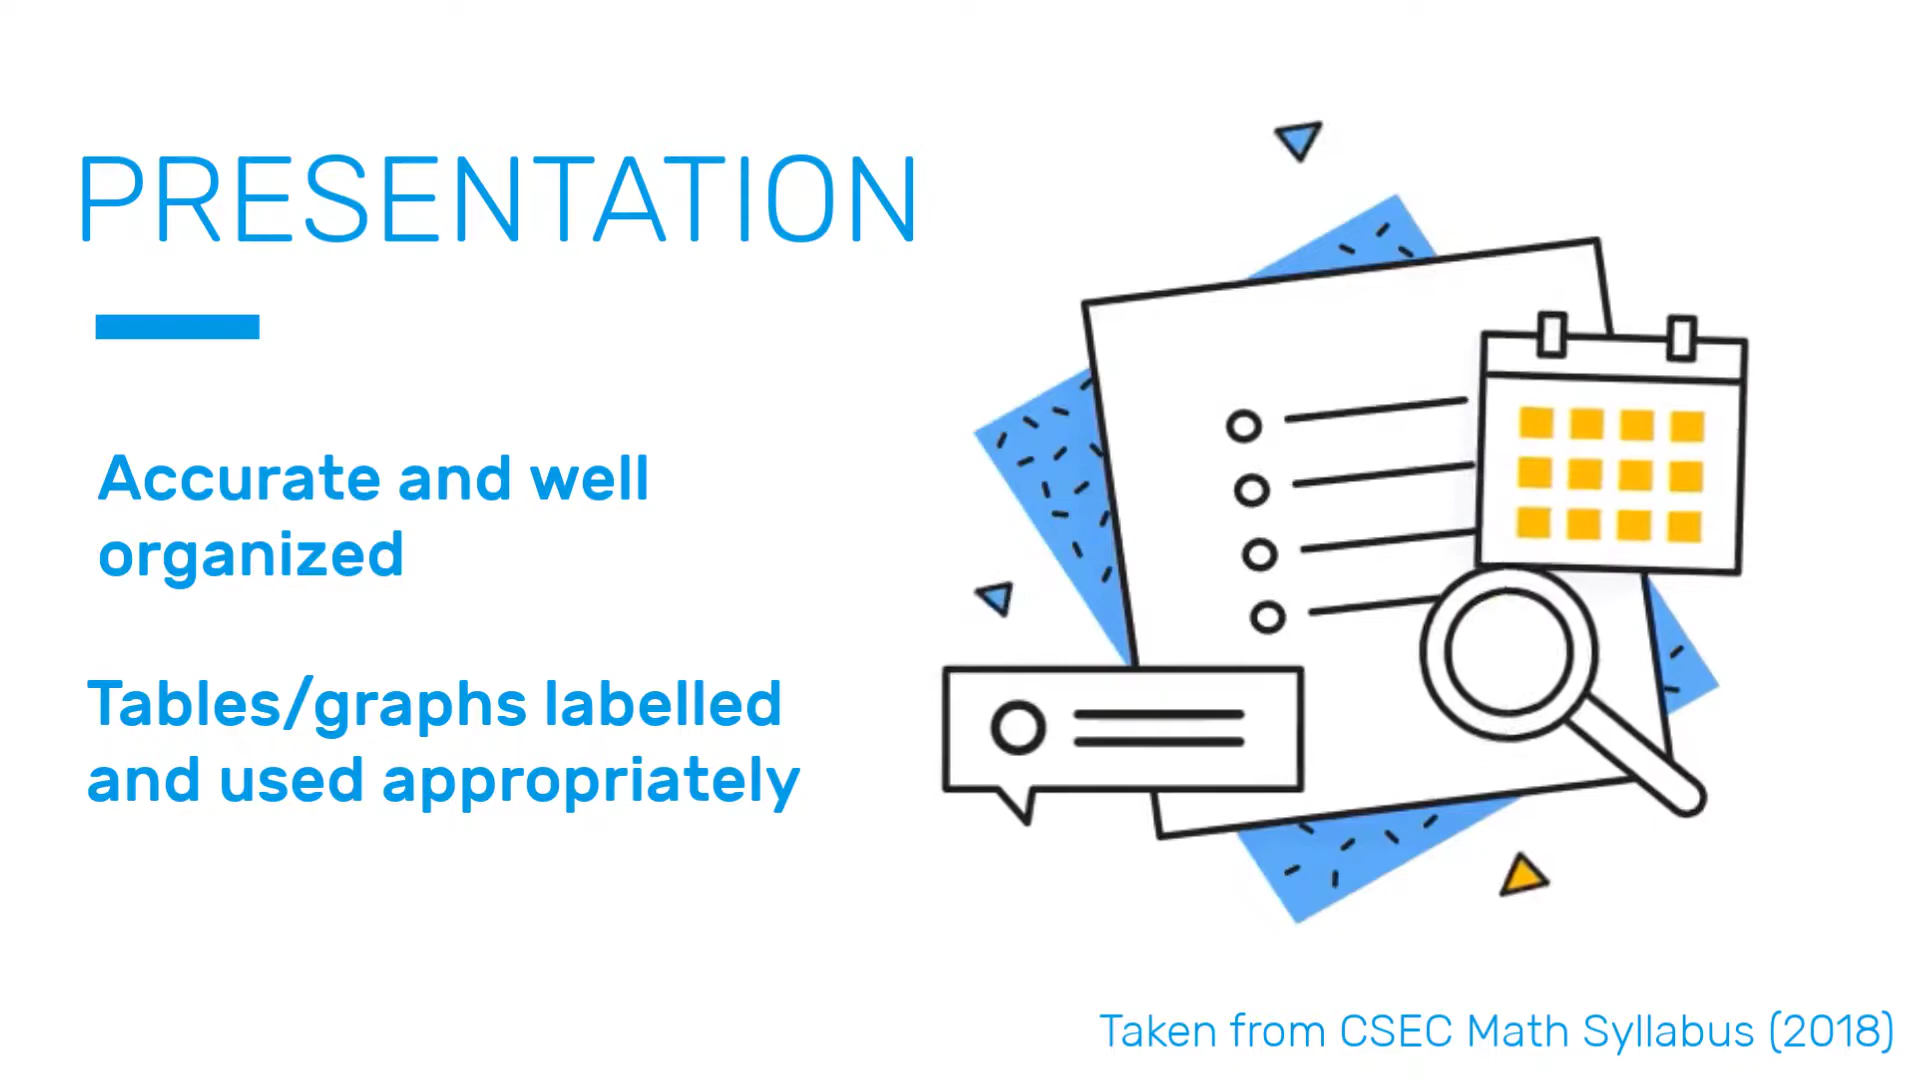 PRESENTATION
Accurate and well
organized
Tables/graphs labelled
and used appropriately
Taken from CSEC Math Syllabus (2018)